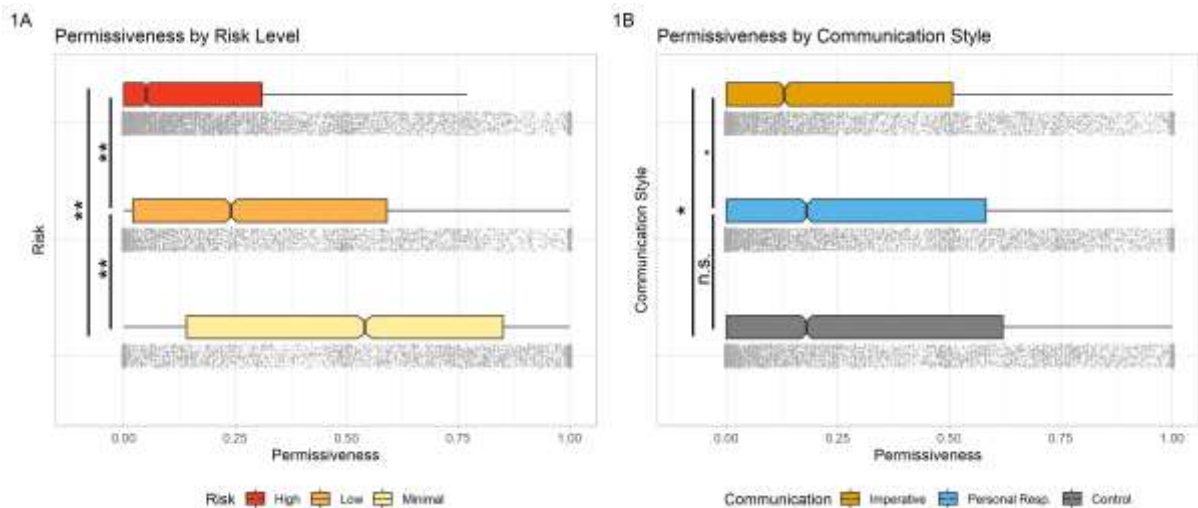 1A
Permissiveness by Risk Level
Risk
**
**
**
0.00 0.25 0.50 0.75 1.00
Permissiveness
Risk High Low Minimal
1B
Permissiveness by Communication Style
Communication Style
*
n.s.
0.00 0.25 0.50 0.75 1.00
Permissiveness
Communication Imperative Personal Resp. Control